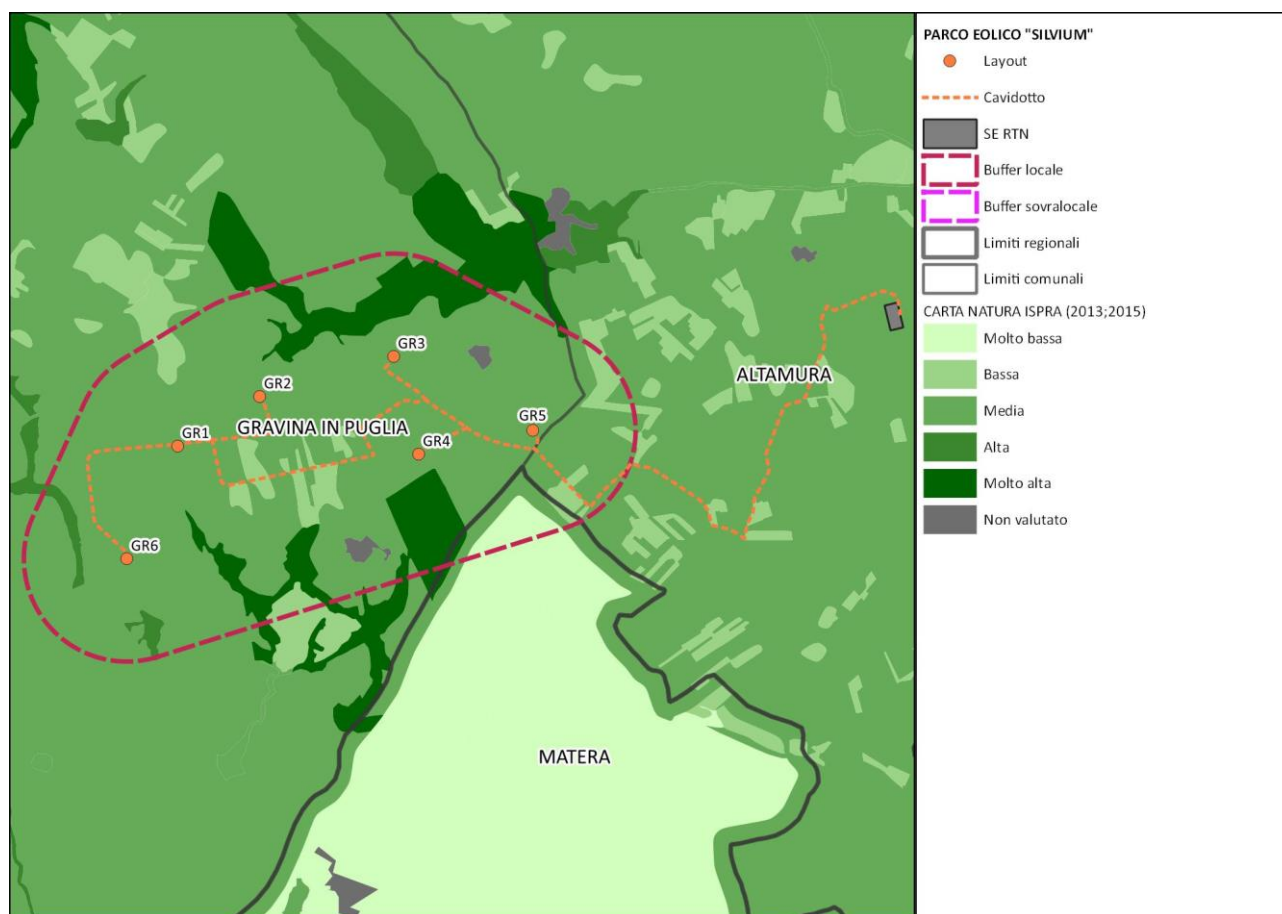 PARCO EOLICO "SILVIUM"
Layout
Cavidotto
SE RTN
Buffer locale
Buffer sovralocale
Limiti regionali
Limiti comunali
CARTA NATURA ISPRA (2013;2015)
Molto bassa
Bassa
Media
Alta
Molto alta
Non valutato
GR3
ALTAMURA
GR2
GRAVINA IN PUGLIA
GR5
GR1
GR4
GR6
MATERA